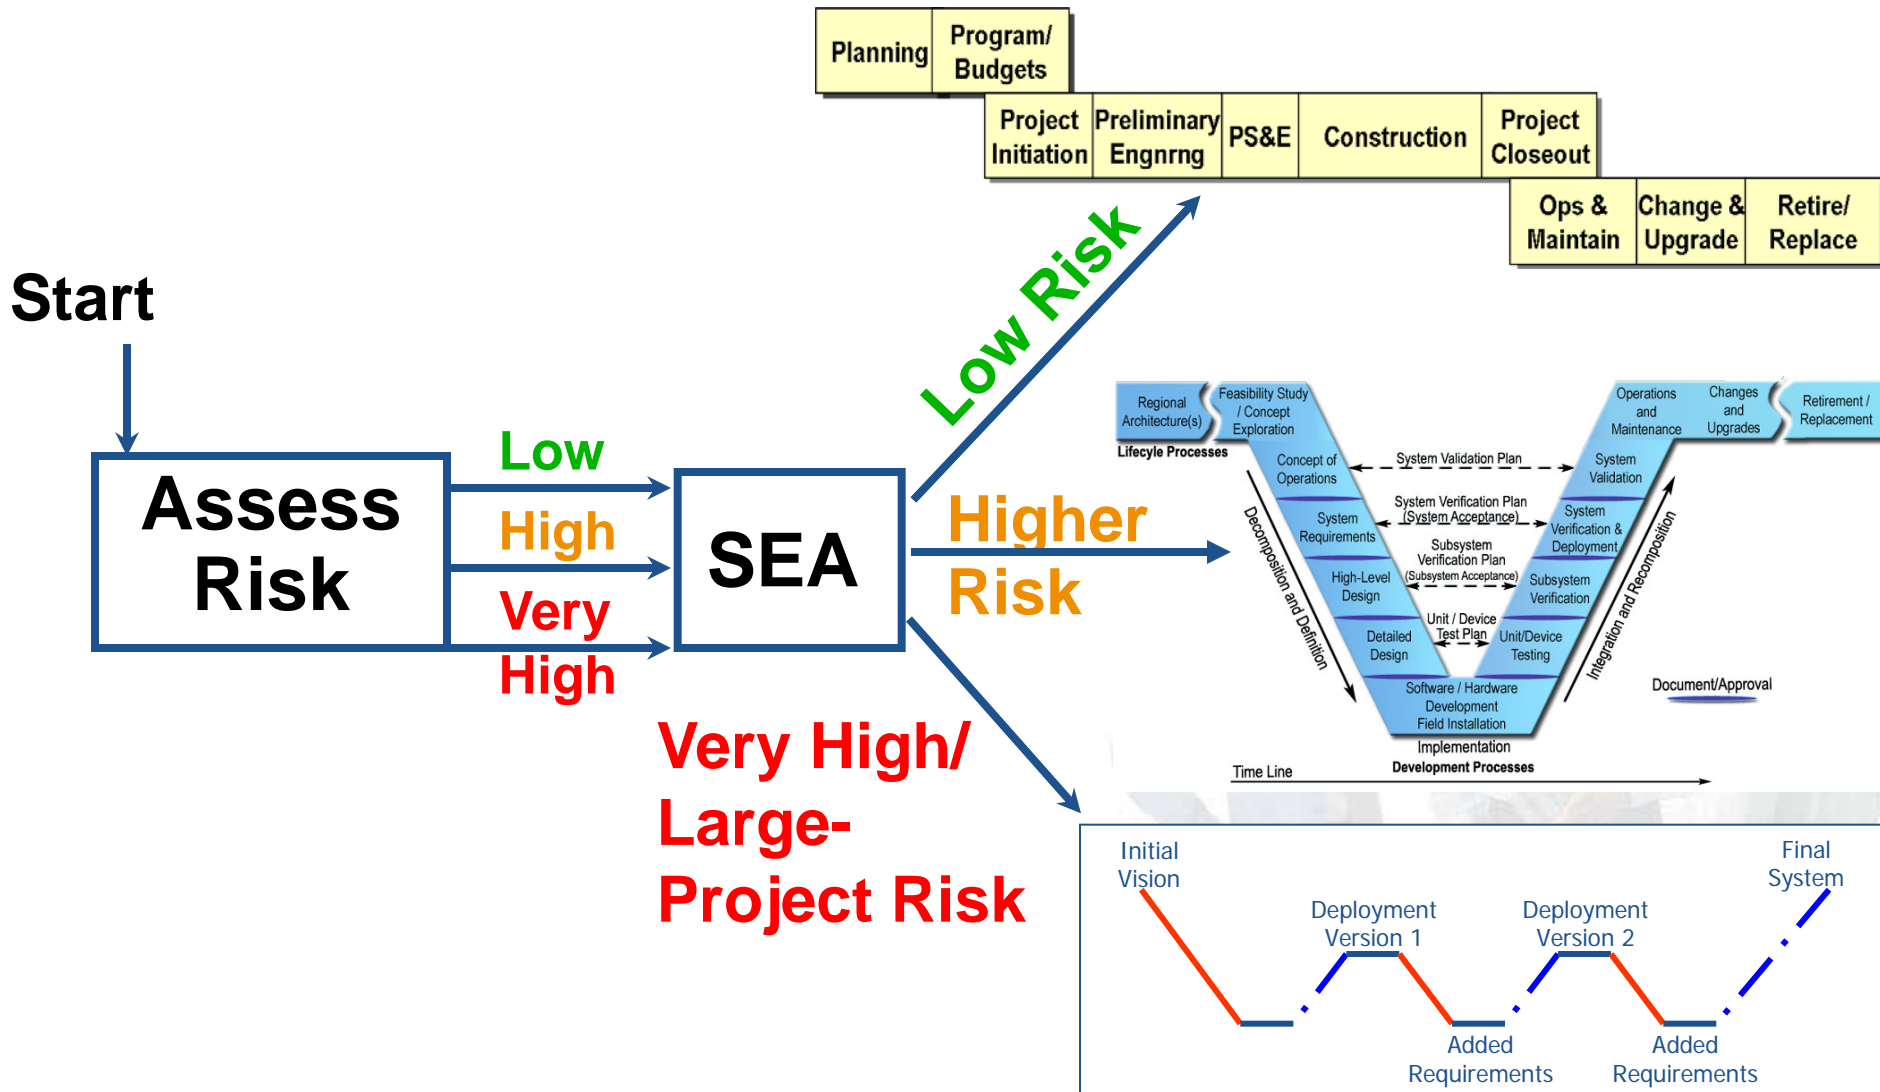 Planning
Program/
Budgets
Project
Initiation
Preliminary
Engnrng
PS&E
Construction
Project
Closeout
Ops &
Maintain
Change &
Upgrade
Retire/
Replace
Start
Assess
Risk
Low
High
Very
High
SEA
Low Risk
Higher
Risk
Very High/
Large-
Project Risk
Regional
Architecture(s)
Feasibility Study
/ Concept
Exploration
Operations
and
Maintenance
Changes
and
Upgrades
Retirement /
Replacement
Lifecyle Processes
Concept of
Operations
System Validation Plan
System
Validation
System
Requirements
System Verification Plan
(System Acceptance)
System
Verification &
Deployment
High-Level
Design
Subsystem
Verification Plan
(Subsystem Acceptance)
Subsystem
Verification
Detailed
Design
Unit / Device
Test Plan
Unit/Device
Testing
Decomposition and Definition
Integration and Recomposition
Software / Hardware
Development
Field Installation
Document/Approval
Implementation
Time Line
Development Processes
Initial
Vision
Final
System
Deployment
Version 1
Deployment
Version 2
Added
Requirements
Added
Requirements